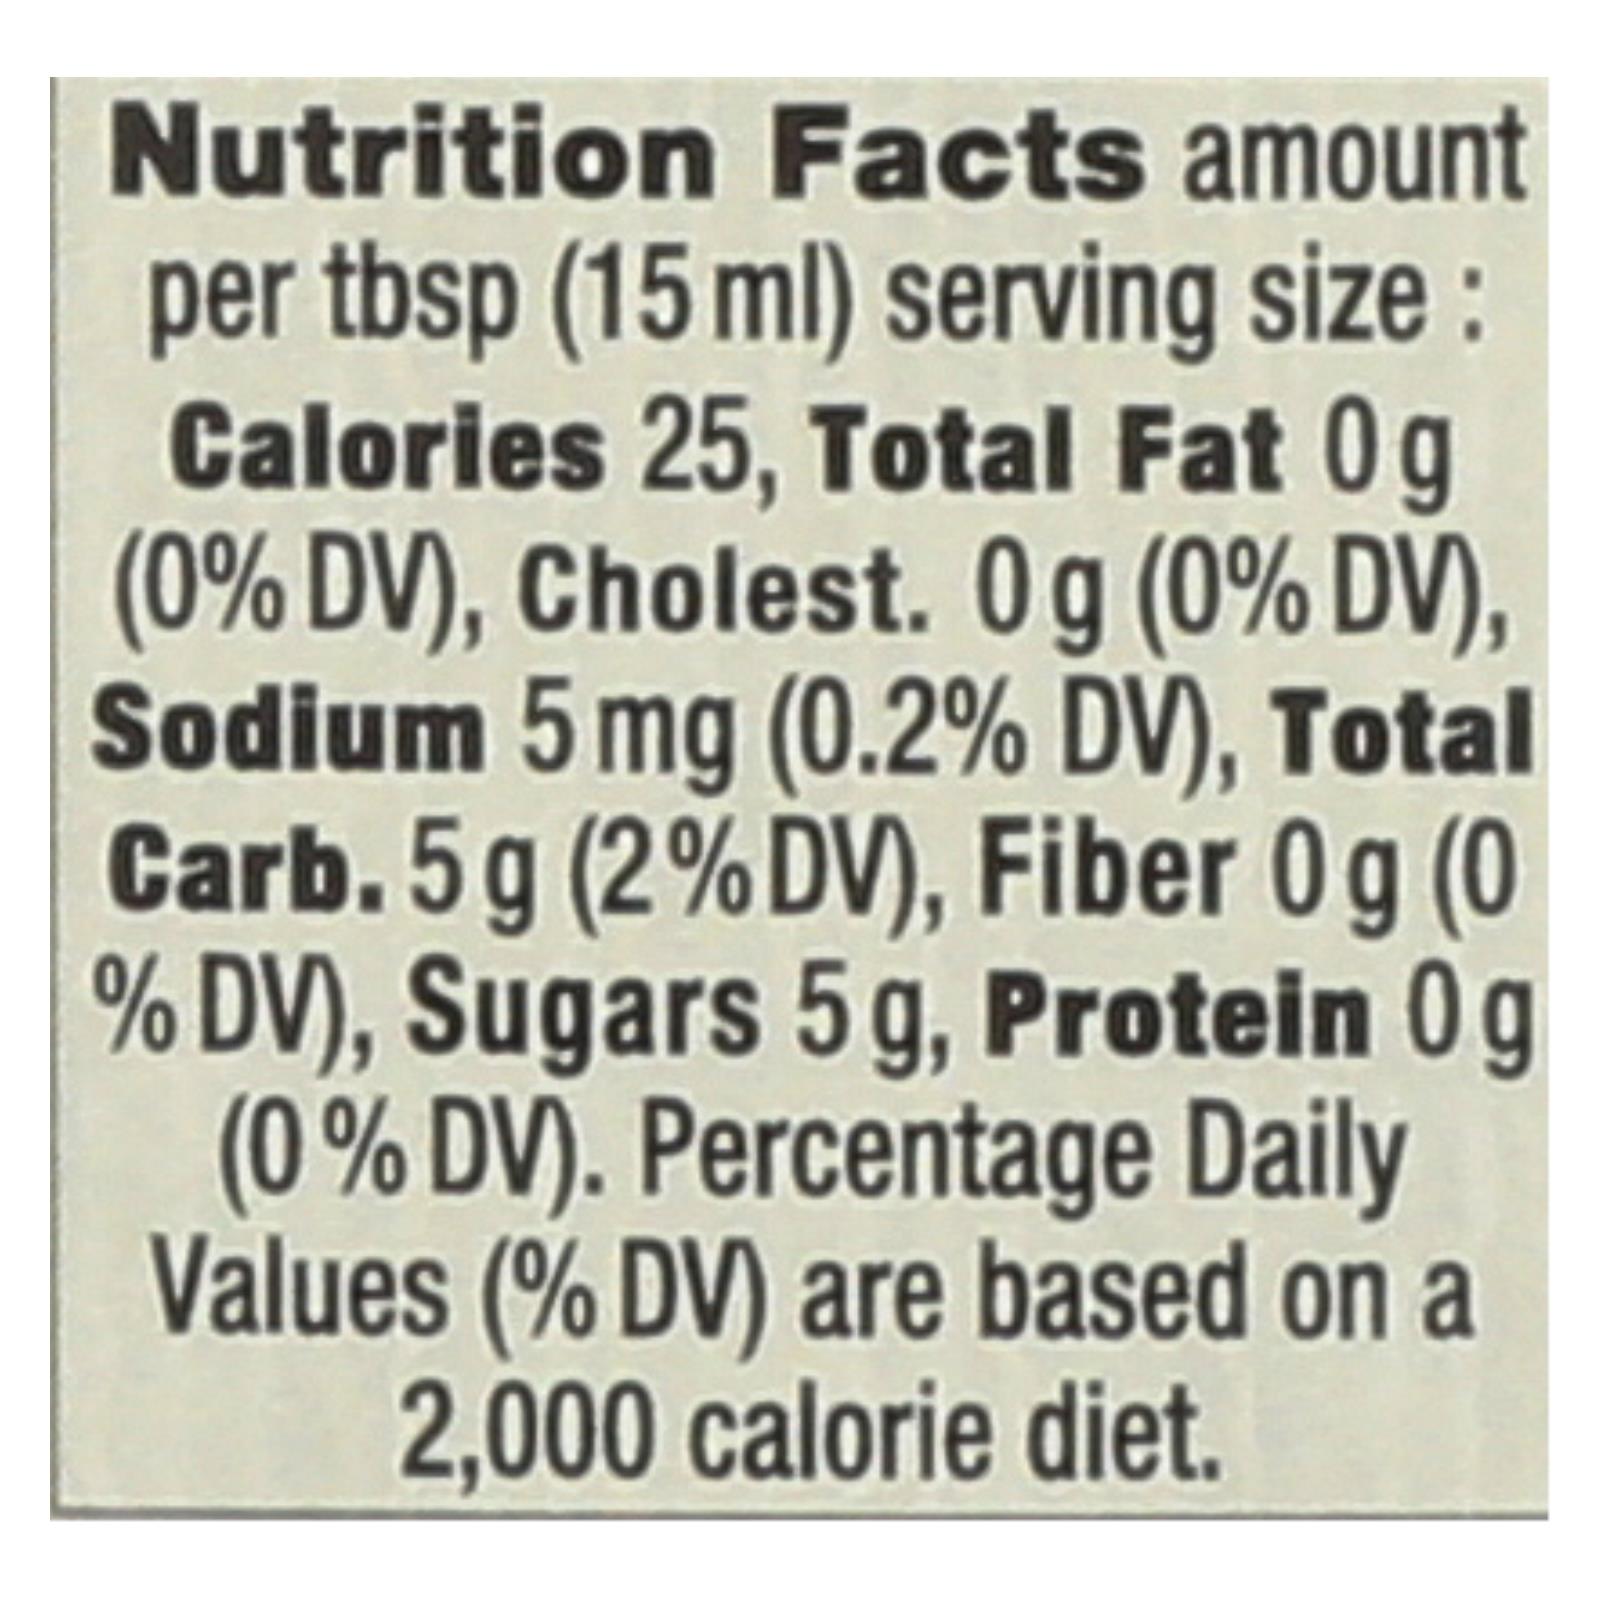 Nutrition Facts amount
per tbsp (15 ml) serving size :
Calories 25, Total Fat 0 g
(0% DV), Cholest. 0 g (0% DV),
Sodium 5 mg (0.2% DV), Total
Carb. 5 g (2 % DV), Fiber 0 g (0
% DV), Sugars 5 g, Protein 0 g
(0 % DV). Percentage Daily
Values (% DV) are based on a
2,000 calorie diet.